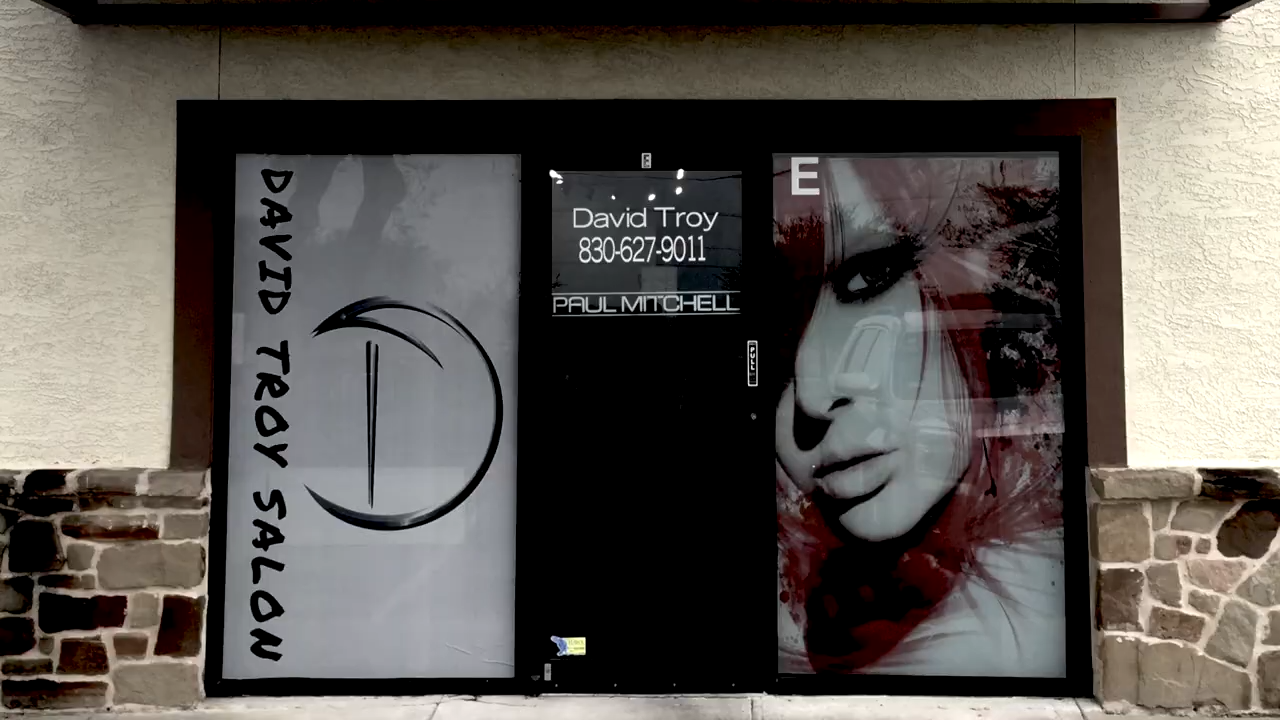 DAVID TROY SALON
E
David Troy
830-627-9011
PAUL MITCHELL
PULL
E